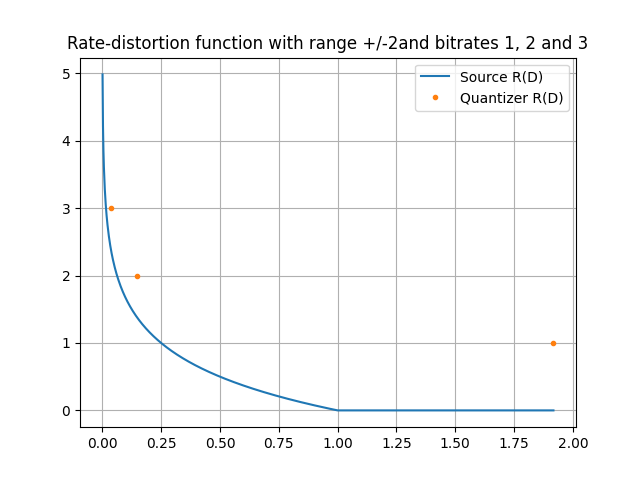 Rate-distortion function with range +/-2and bitrates 1, 2 and 3
Source R(D)
Quantizer R(D)
5
4
3
2
1
0
0.00 0.25 0.50 0.75 1.00 1.25 1.50 1.75 2.00